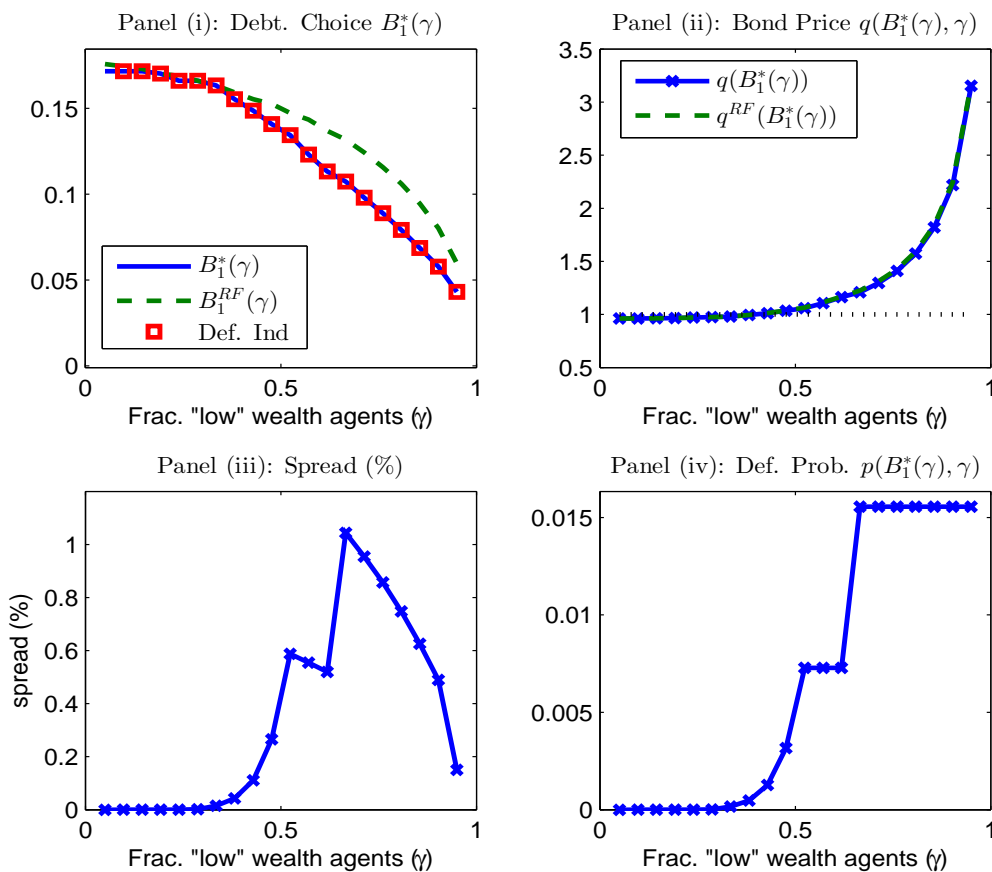 Panel (i): Debt. Choice $B_1^*(\gamma)$
0.15
0.1
0.05
0
$B_1^*(\gamma)$
$B_1^{RF}(\gamma)$
Def. Ind
0 0.5 1
Frac. "low" wealth agents (γ)
Panel (ii): Bond Price $q(B_1^*(\gamma), \gamma)$
3.5
3
2.5
2
1.5
1
0.5
$q(B_1^*(\gamma))$
$q^{RF}(B_1^*(\gamma))$
0 0.5 1
Frac. "low" wealth agents (γ)
Panel (iii): Spread (%)
spread (%)
1
0.8
0.6
0.4
0.2
0
0 0.5 1
Frac. "low" wealth agents (γ)
Panel (iv): Def. Prob. $p(B_1^*(\gamma), \gamma)$
0.015
0.01
0.005
0
0 0.5 1
Frac. "low" wealth agents (γ)